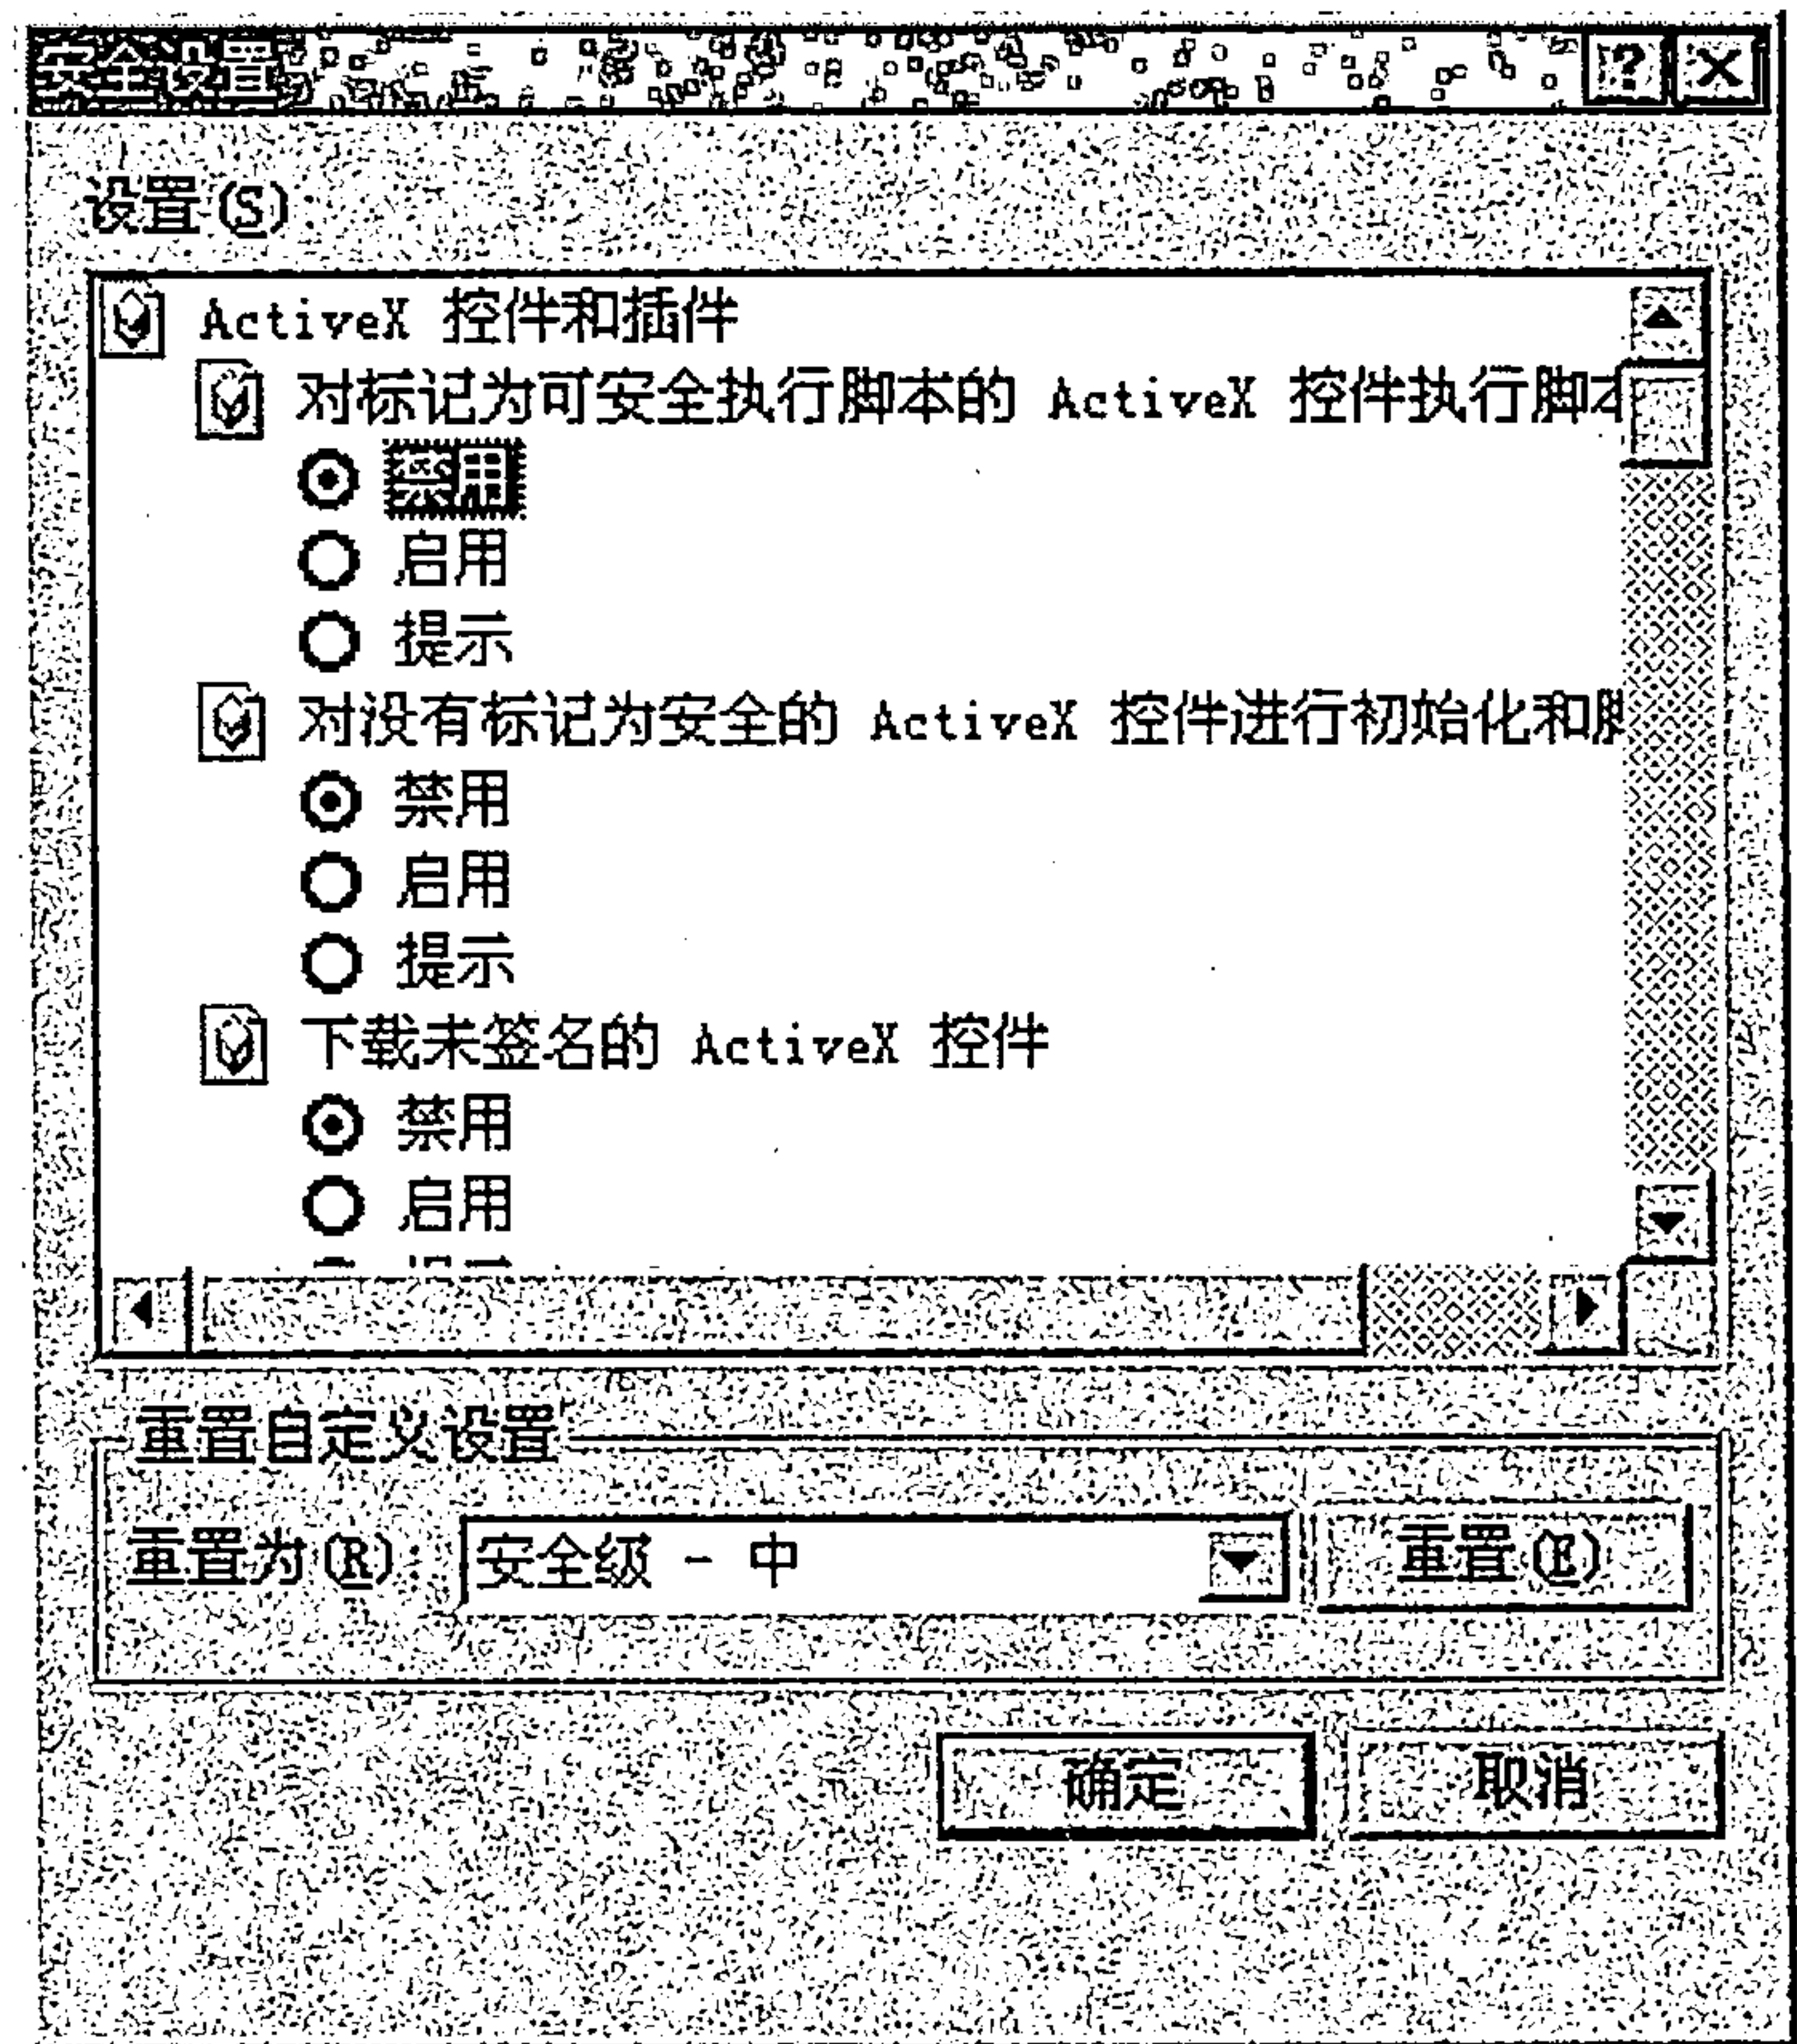 安全设置
设置(S)
ActiveX 控件和插件
对标记为可安全执行脚本的 ActiveX 控件执行脚本
禁用
启用
提示
对没有标记为安全的 ActiveX 控件进行初始化和脚
禁用
启用
提示
下载未签名的 ActiveX 控件
禁用
启用
重置自定义设置
重置为(R) 安全级 - 中 重置(E)
确定 取消